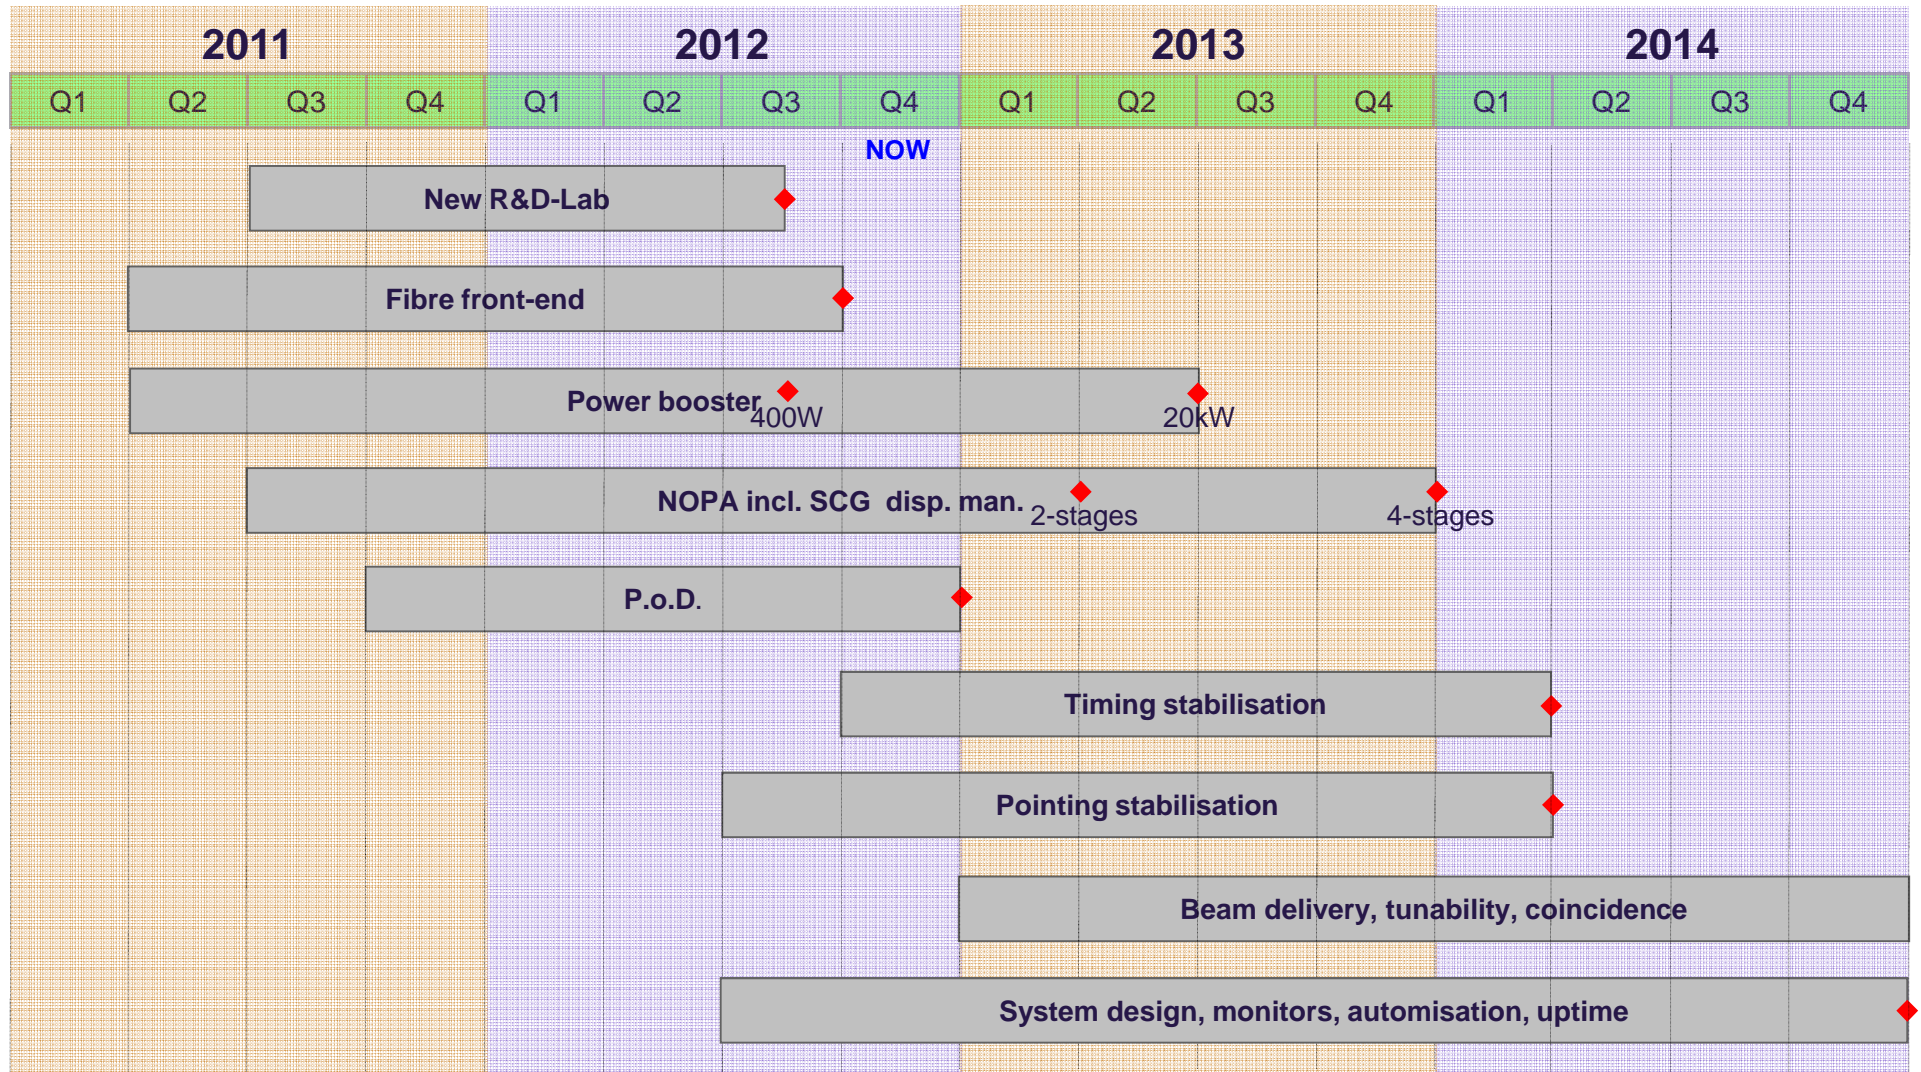 2011 2012 2013 2014
Q1 Q2 Q3 Q4 Q1 Q2 Q3 Q4 Q1 Q2 Q3 Q4 Q1 Q2 Q3 Q4
NOW
New R&D-Lab
Fibre front-end
Power booster
400W 20kW
NOPA incl. SCG disp. man.
2-stages 4-stages
P.o.D.
Timing stabilisation
Pointing stabilisation
Beam delivery, tunability, coincidence
System design, monitors, automisation, uptime